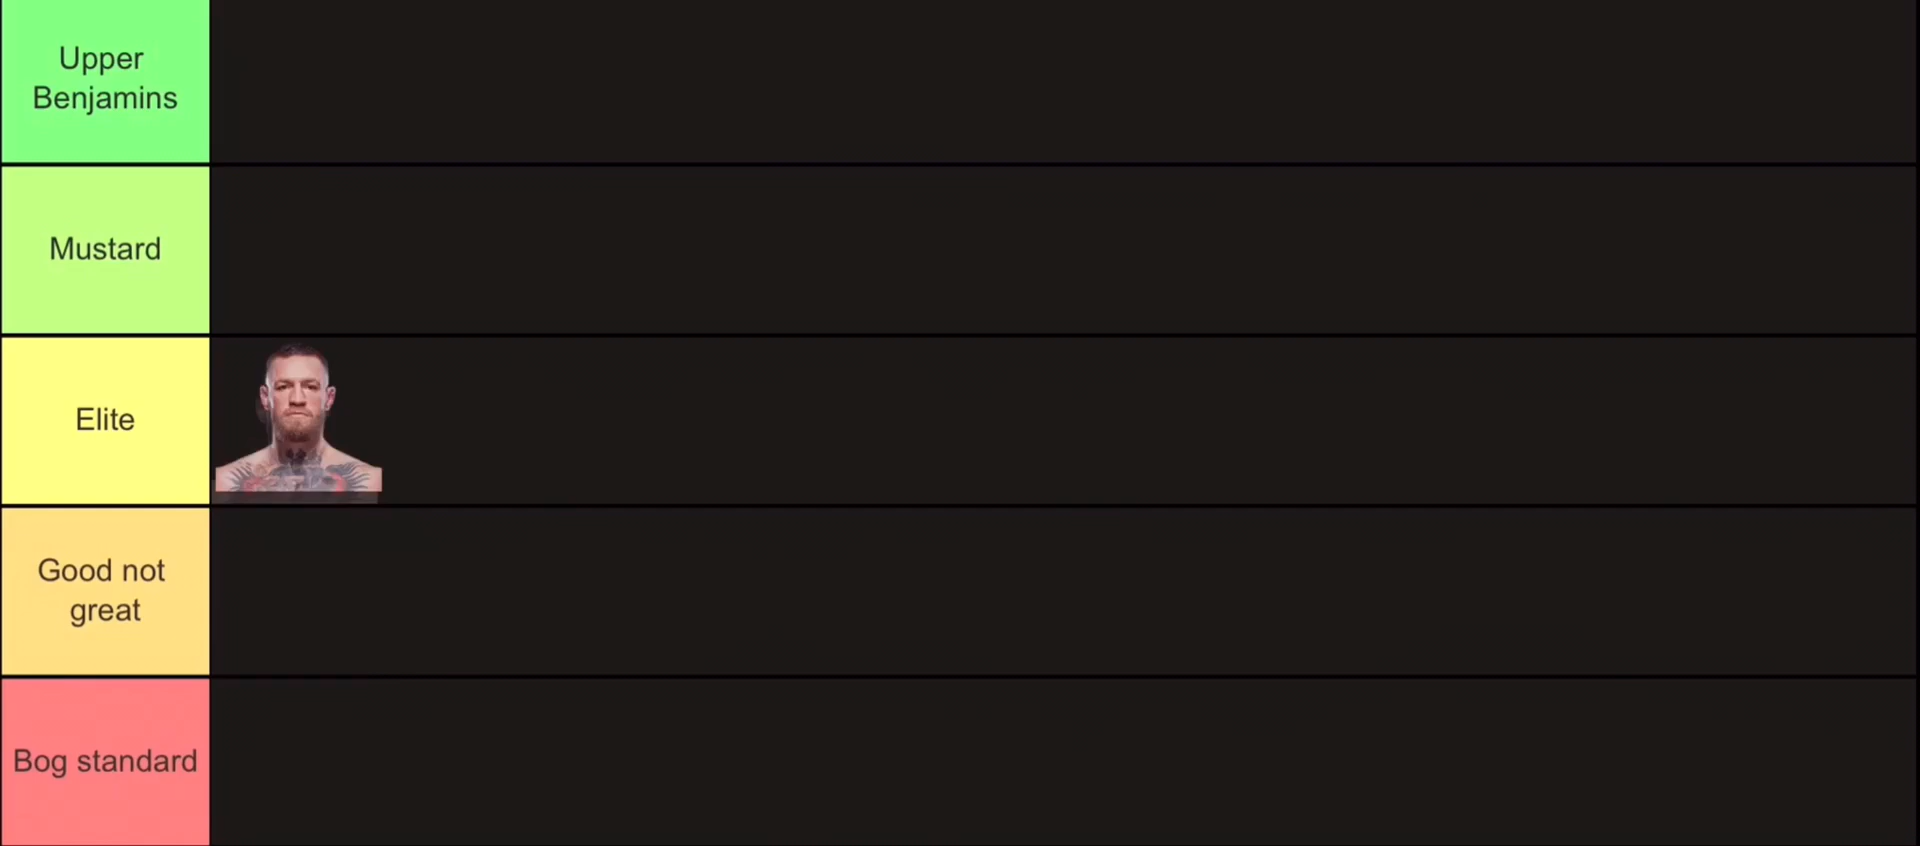 Upper
Benjamins
Mustard
Elite
Good not
great
Bog standard